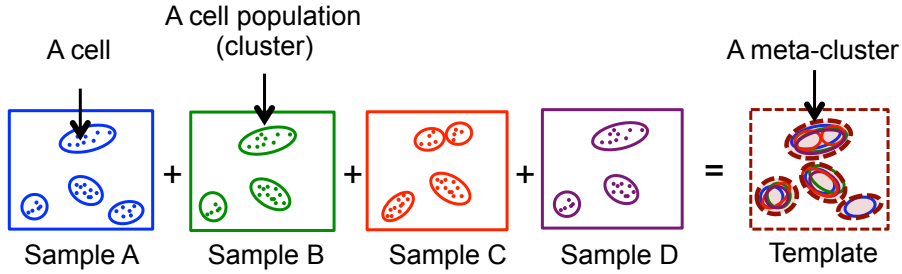 A cell
A cell population
(cluster)
A meta-cluster
+
+
+
=
Sample A
Sample B
Sample C
Sample D
Template